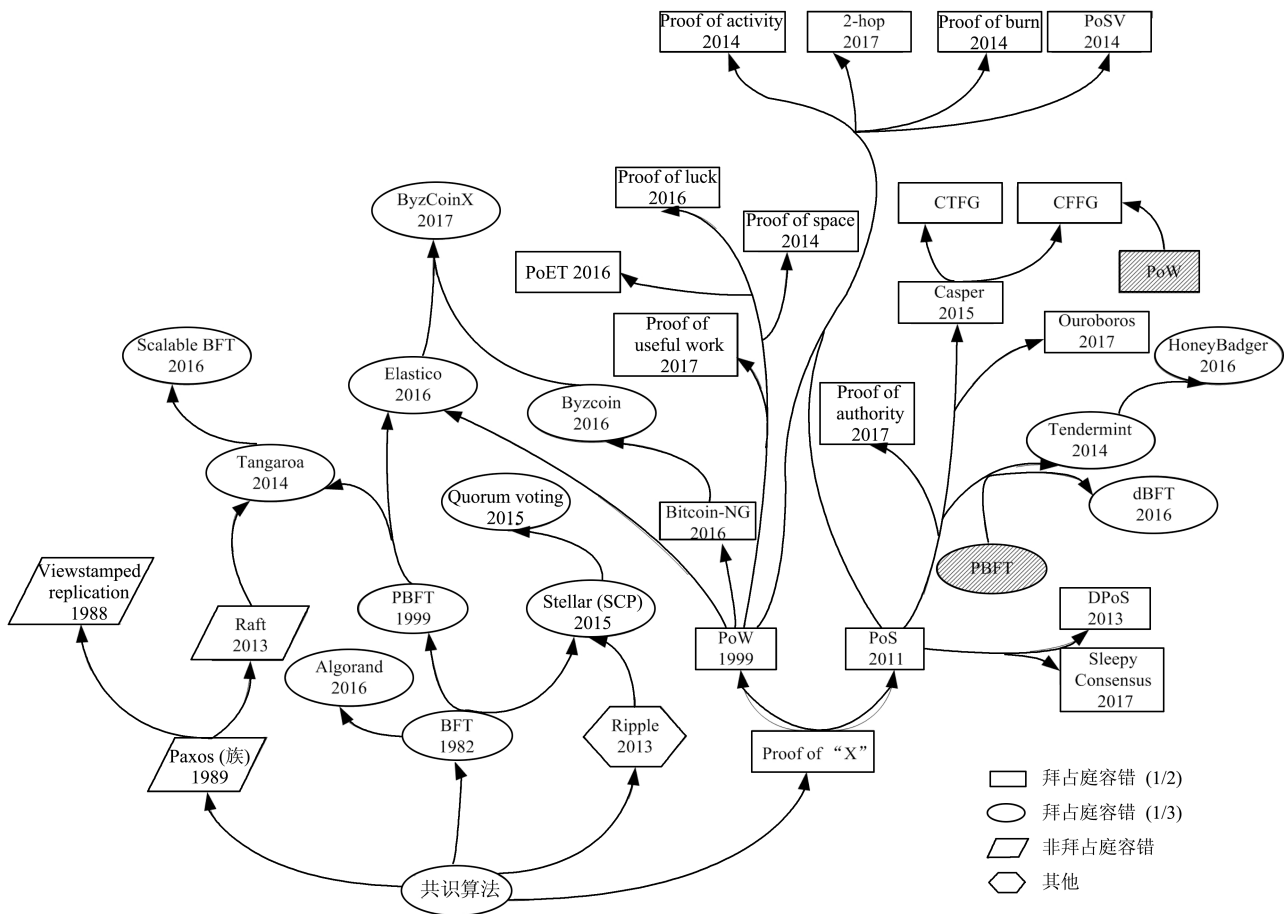 Proof of activity
2014
2-hop
2017
Proof of burn
2014
PoSV
2014
Proof of luck
2016
ByzCoinX
2017
Proof of space
2014
CTFG
CFFG
PoET 2016
PoW
Casper
2015
Proof of
useful work
2017
Ouroboros
2017
Scalable BFT
2016
HoneyBadger
2016
Elastico
2016
Byzcoin
2016
Proof of
authority
2017
Tendermint
2014
Tangaroa
2014
Quorum voting
2015
Bitcoin-NG
2016
dBFT
2016
Viewstamped
replication
1988
PBFT
Raft
2013
PBFT
1999
Stellar (SCP)
2015
PoW
1999
PoS
2011
DPoS
2013
Algorand
2016
Sleepy
Consensus
2017
Paxos (族)
1989
BFT
1982
Ripple
2013
Proof of “X”
共识算法
拜占庭容错 (1/2)
拜占庭容错 (1/3)
非拜占庭容错
其他